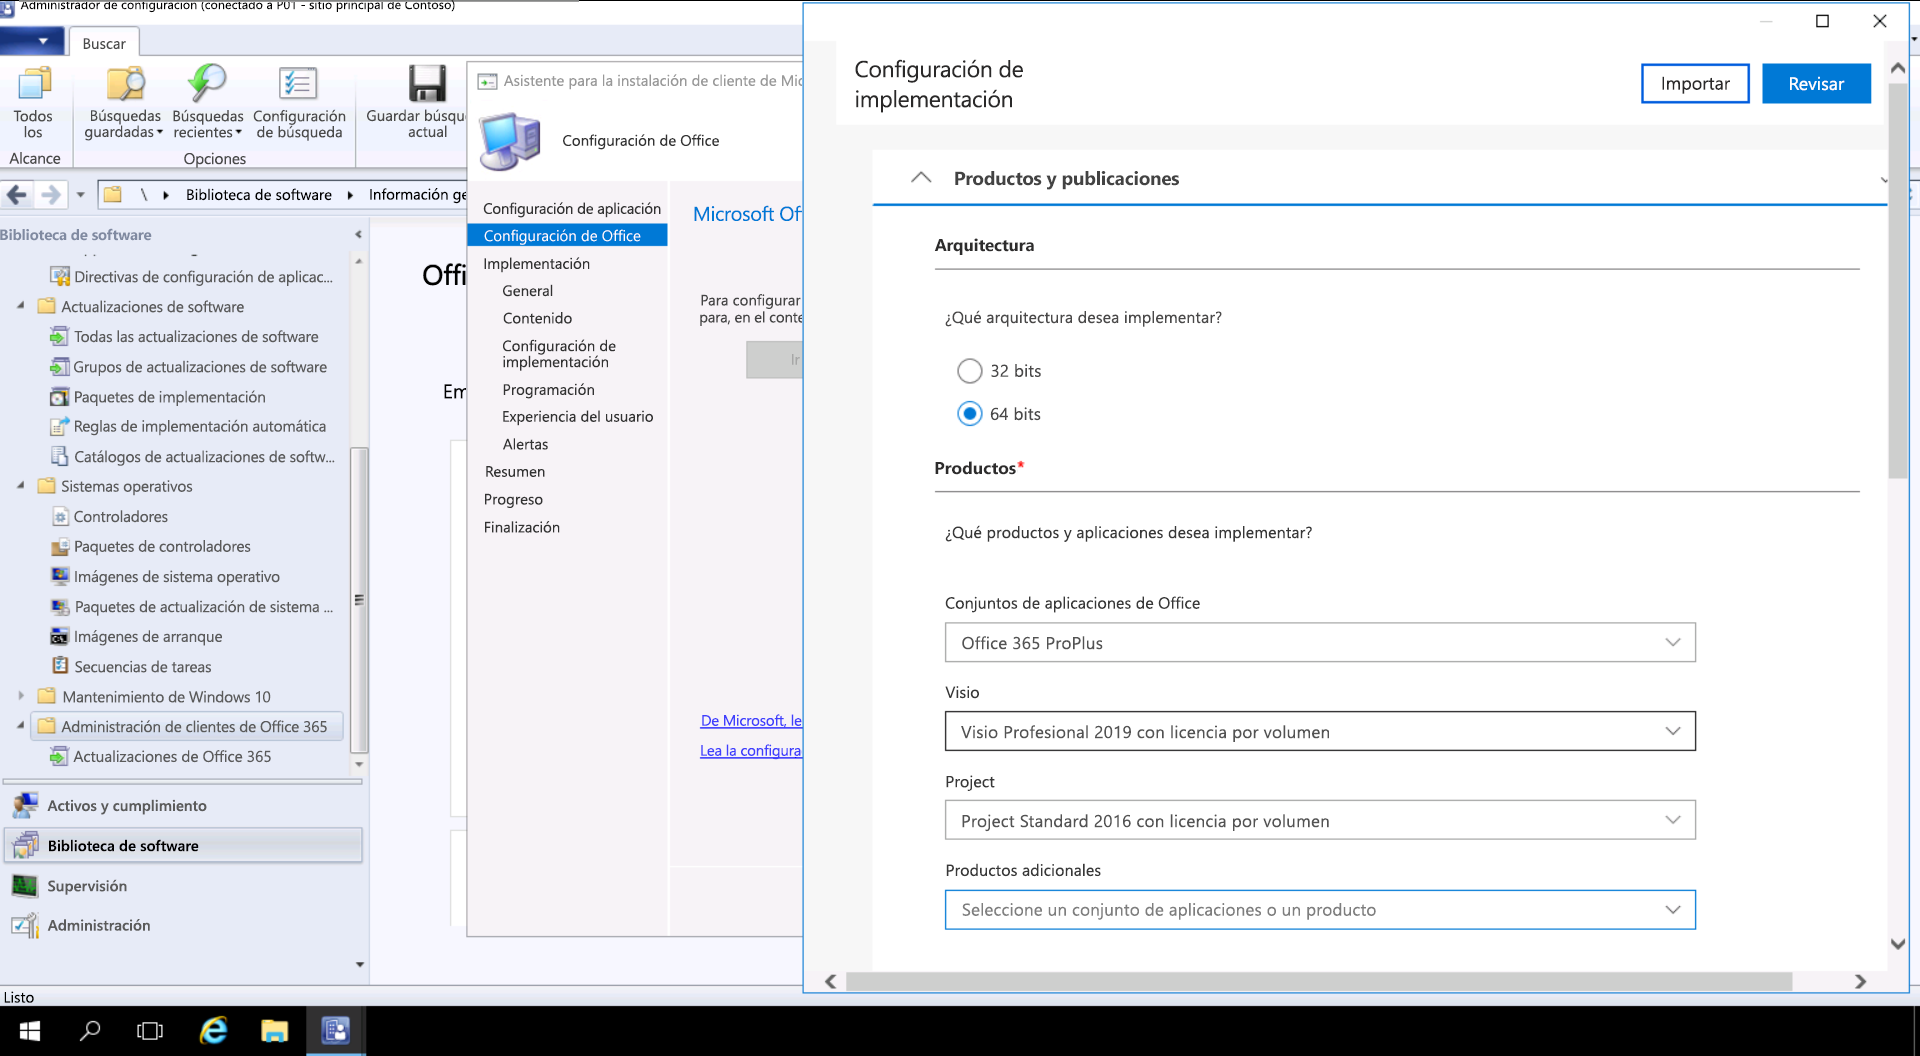 Administrador de configuración (conectado a P01 - sitio principal de Contoso)
Buscar
Todos
los
Alcance
Búsquedas
guardadas
Búsquedas
recientes
Configuración
de búsqueda
Opciones
Guardar búsqu
actual
\
Biblioteca de software
Información ge
Biblioteca de software
Directivas de configuración de aplicac...
Actualizaciones de software
Todas las actualizaciones de software
Grupos de actualizaciones de software
Paquetes de implementación
Reglas de implementación automática
Catálogos de actualizaciones de softw...
Sistemas operativos
Controladores
Paquetes de controladores
Imágenes de sistema operativo
Paquetes de actualización de sistema ...
Imágenes de arranque
Secuencias de tareas
Mantenimiento de Windows 10
Administración de clientes de Office 365
Actualizaciones de Office 365
Activos y cumplimiento
Biblioteca de software
Supervisión
Administración
Listo
Offi
Em
Asistente para la instalación de cliente de Mic
Configuración de Office
Configuración de aplicación
Configuración de Office
Implementación
General
Contenido
Configuración de
implementación
Programación
Experiencia del usuario
Alertas
Resumen
Progreso
Finalización
Microsoft Of
Para configurar
para, en el conte
Ir
De Microsoft, le
Lea la configura
Configuración de
implementación
Importar
Revisar
Productos y publicaciones
Arquitectura
¿Qué arquitectura desea implementar?
32 bits
64 bits
Productos*
¿Qué productos y aplicaciones desea implementar?
Conjuntos de aplicaciones de Office
Office 365 ProPlus
Visio
Visio Profesional 2019 con licencia por volumen
Project
Project Standard 2016 con licencia por volumen
Productos adicionales
Seleccione un conjunto de aplicaciones o un producto